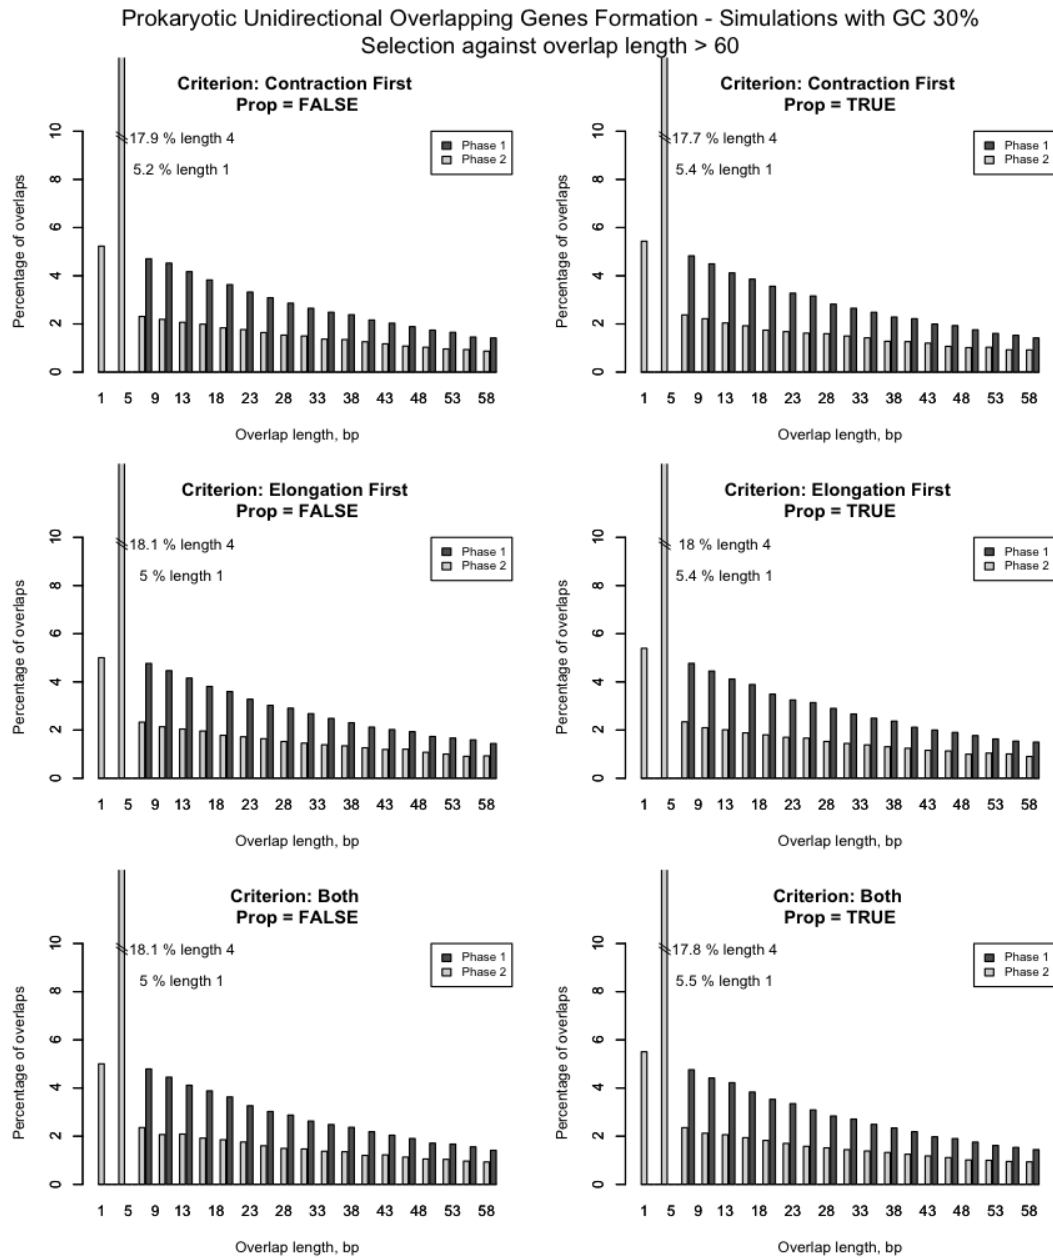 Prokaryotic Unidirectional Overlapping Genes Formation - Simulations with GC 30%
Selection against overlap length > 60
Criterion: Contraction First
Prop = FALSE
17.9 % length 4
5.2 % length 1
Phase 1
Phase 2
Percentage of overlaps
0 2 4 6 8 10
1 5 9 13 18 23 28 33 38 43 48 53 58
Overlap length, bp
Criterion: Contraction First
Prop = TRUE
17.7 % length 4
5.4 % length 1
Phase 1
Phase 2
Percentage of overlaps
0 2 4 6 8 10
1 5 9 13 18 23 28 33 38 43 48 53 58
Overlap length, bp
Criterion: Elongation First
Prop = FALSE
18.1 % length 4
5 % length 1
Phase 1
Phase 2
Percentage of overlaps
0 2 4 6 8 10
1 5 9 13 18 23 28 33 38 43 48 53 58
Overlap length, bp
Criterion: Elongation First
Prop = TRUE
18 % length 4
5.4 % length 1
Phase 1
Phase 2
Percentage of overlaps
0 2 4 6 8 10
1 5 9 13 18 23 28 33 38 43 48 53 58
Overlap length, bp
Criterion: Both
Prop = FALSE
18.1 % length 4
5 % length 1
Phase 1
Phase 2
Percentage of overlaps
0 2 4 6 8 10
1 5 9 13 18 23 28 33 38 43 48 53 58
Overlap length, bp
Criterion: Both
Prop = TRUE
17.8 % length 4
5.5 % length 1
Phase 1
Phase 2
Percentage of overlaps
0 2 4 6 8 10
1 5 9 13 18 23 28 33 38 43 48 53 58
Overlap length, bp